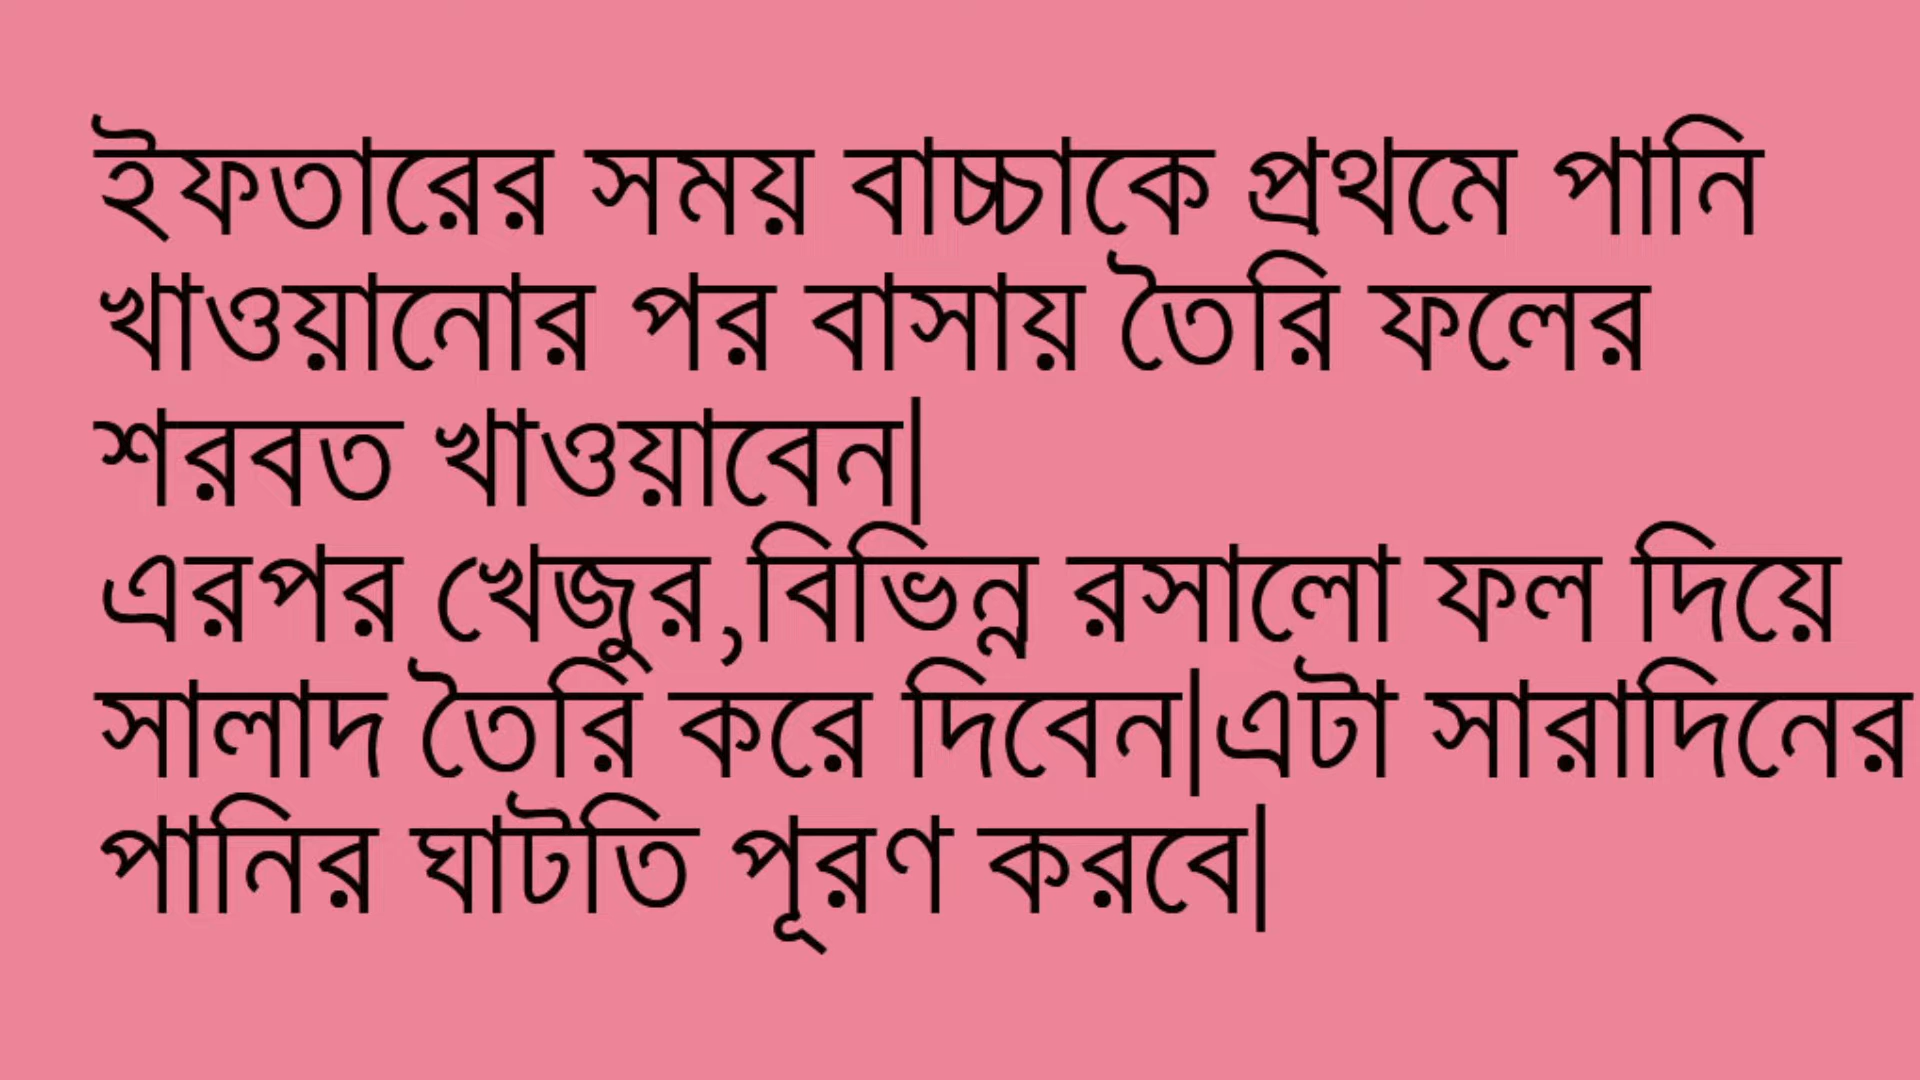 ইফতারের সময় বাচ্চাকে প্রথমে পানি
খাওয়ানোর পর বাসায় তৈরি ফলের
শরবত খাওয়াবেন|
এরপর খেজুর,বিভিন্ন রসালো ফল দিয়ে
সালাদ তৈরি করে দিবেন|এটা সারাদিনের
পানির ঘাটতি পূরণ করবে|